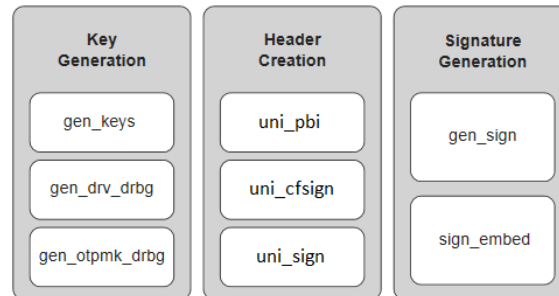 Key
Generation
gen_keys
gen_drv_drbg
gen_otpmk_drbg
Header
Creation
uni_pbi
uni_cfsign
uni_sign
Signature
Generation
gen_sign
sign_embed